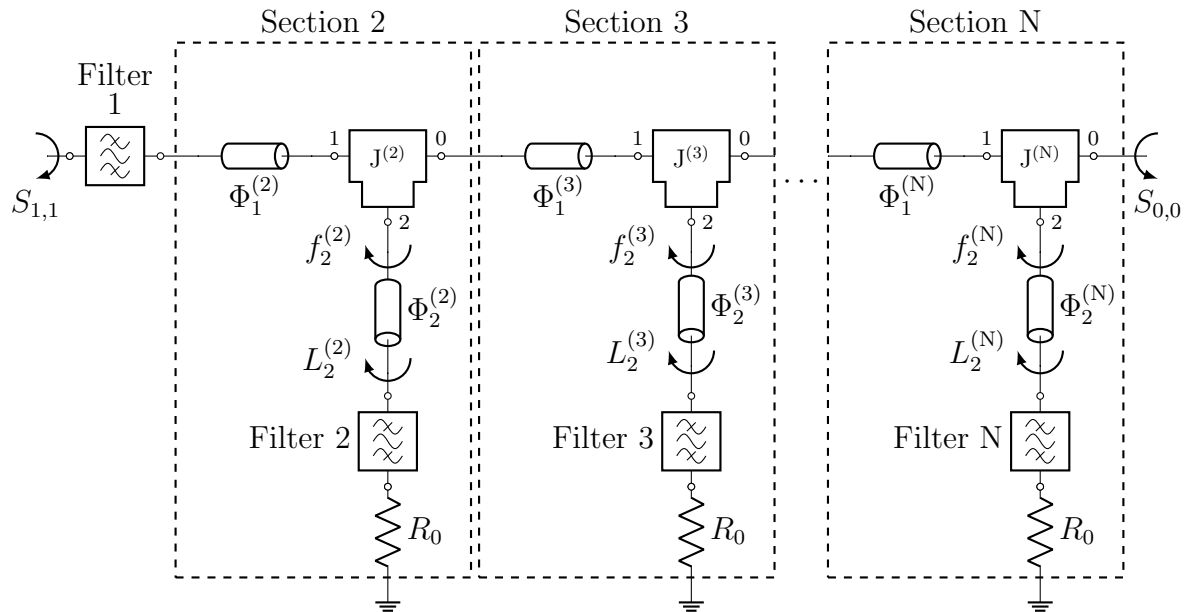 Section 2
Section 3
Section N
Filter
1
1
J(2)
0
1
J(3)
0
1
J(N)
0
S1,1
Φ1(2)
Φ1(3)
...
Φ1(N)
S0,0
2
2
2
f2(2)
f2(3)
f2(N)
Φ2(2)
Φ2(3)
Φ2(N)
L2(2)
L2(3)
L2(N)
Filter 2
Filter 3
Filter N
R0
R0
R0